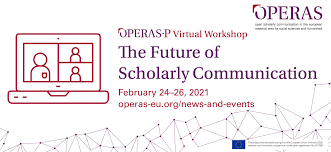 OPERAS
open scholarly communication in the european
research area for social sciences and humanities
OPERAS-P Virtual Workshop
The Future of
Scholarly Communication
February 24–26, 2021
operas-eu.org/news-and-events